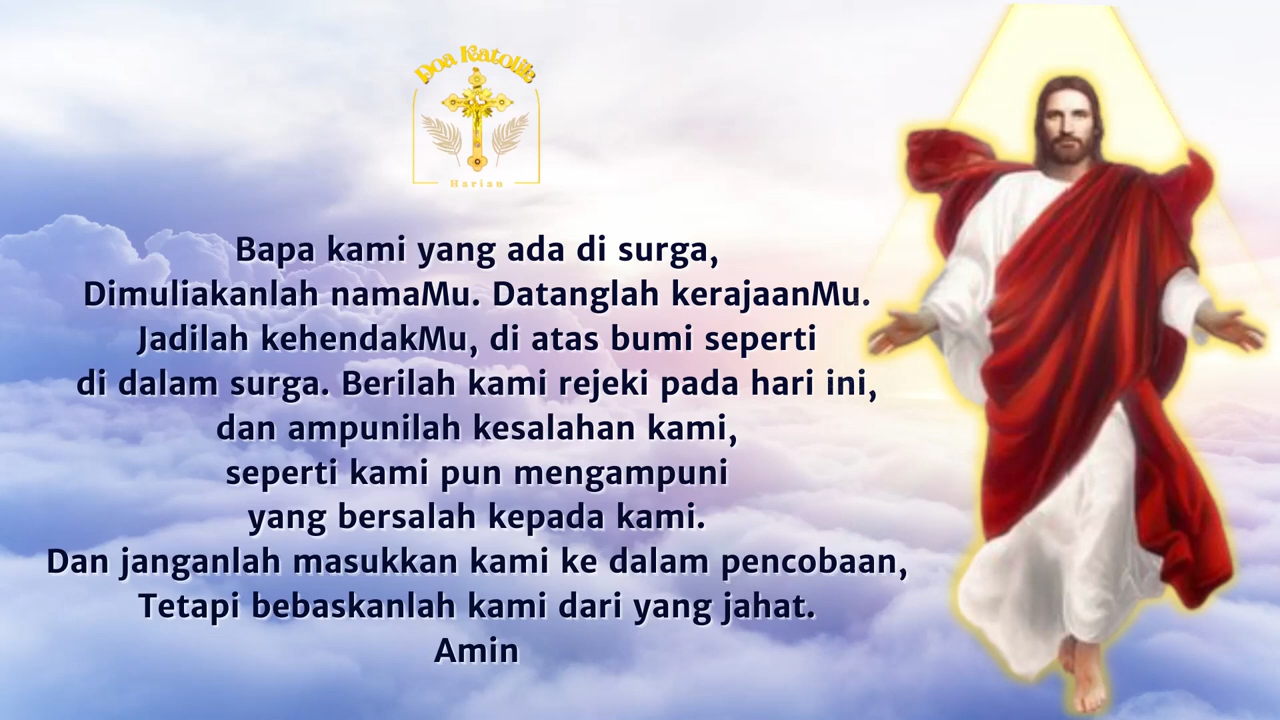 Doa Katolik
Harian
Bapa kami yang ada di surga,
Dimuliakanlah namaMu. Datanglah kerajaanMu.
Jadilah kehendakMu, di atas bumi seperti
di dalam surga. Berilah kami rejeki pada hari ini,
dan ampunilah kesalahan kami,
seperti kami pun mengampuni
yang bersalah kepada kami.
Dan janganlah masukkan kami ke dalam pencobaan,
Tetapi bebaskanlah kami dari yang jahat.
Amin